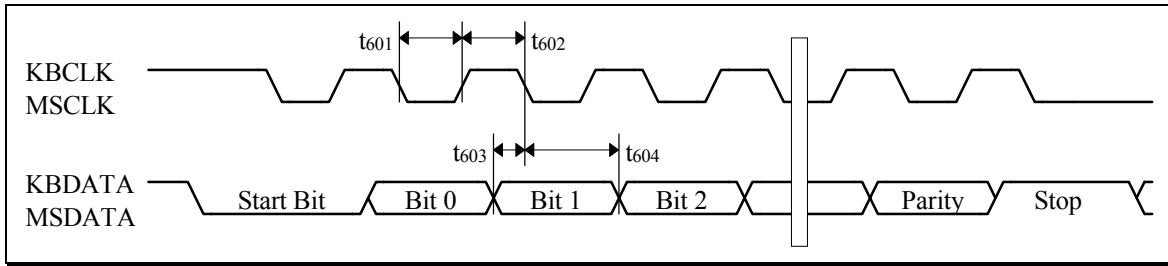 t601 t602
KBCLK
MSCLK
t603 t604
KBDATA
MSDATA
Start Bit Bit 0 Bit 1 Bit 2 Parity Stop